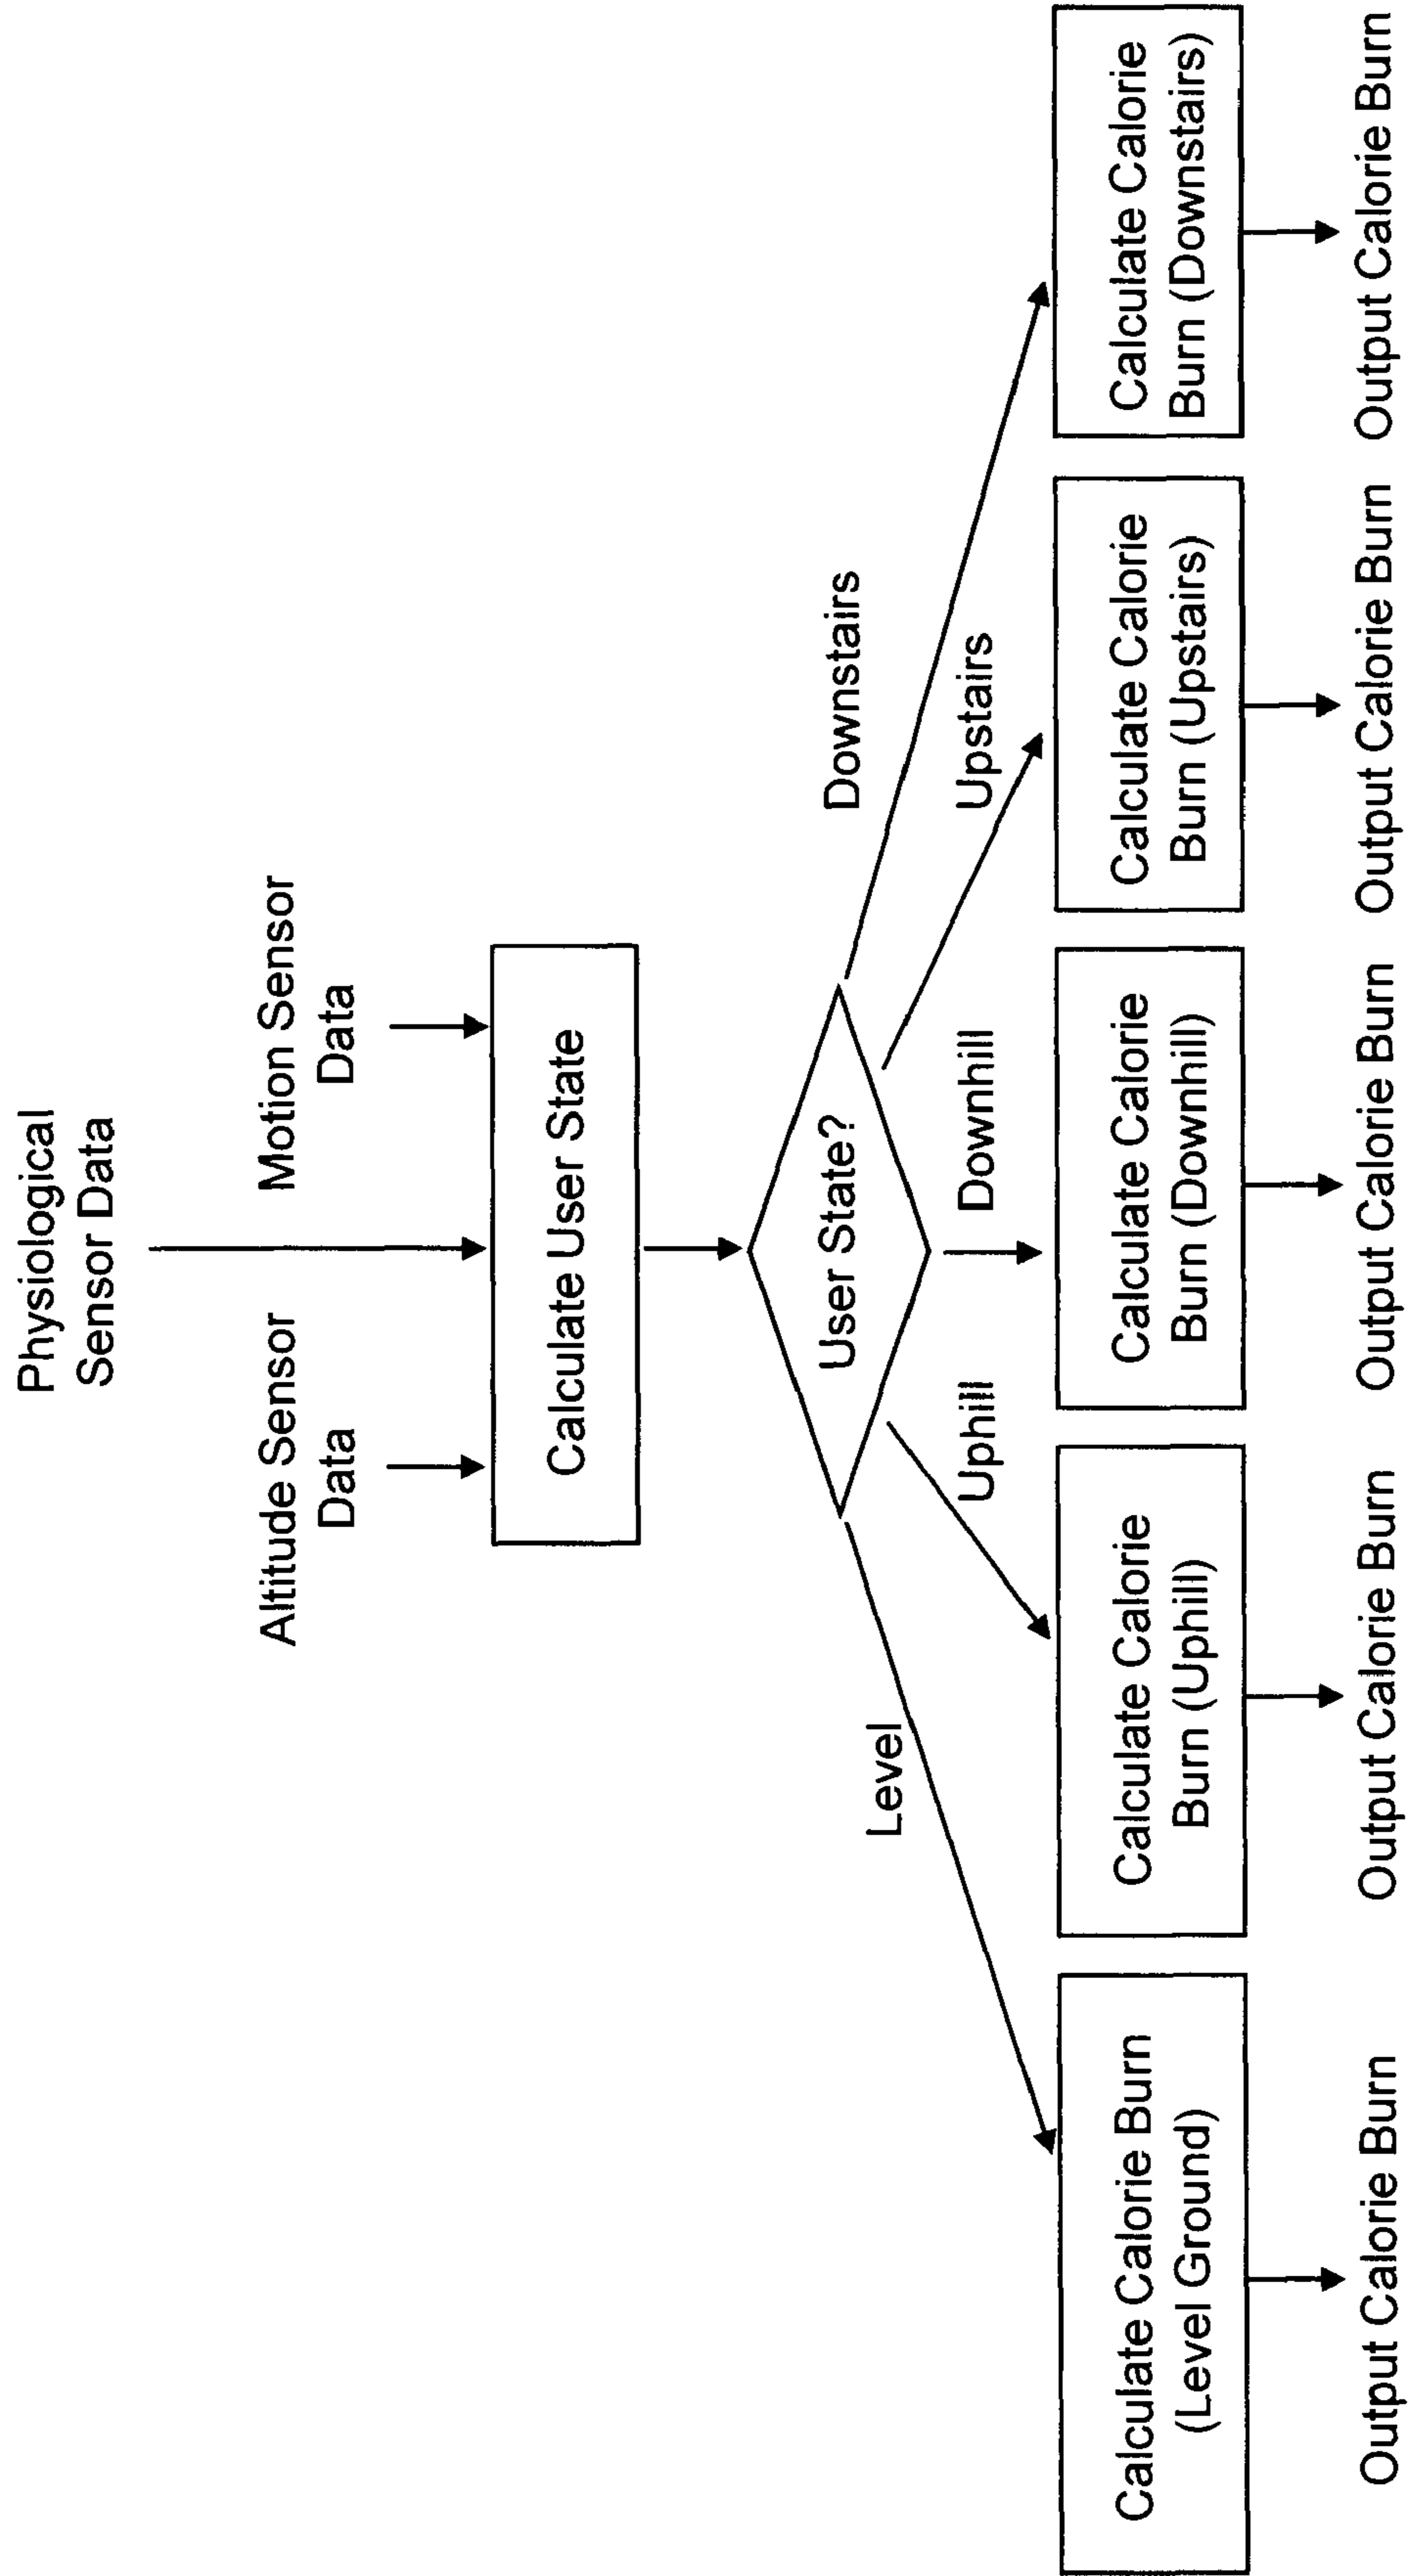 Physiological
Sensor Data
Altitude Sensor
Data
Motion Sensor
Data
Calculate User State
User State?
Level
Uphill
Downhill
Upstairs
Downstairs
Calculate Calorie Burn
(Level Ground)
Calculate Calorie
Burn (Uphill)
Calculate Calorie
Burn (Downhill)
Calculate Calorie
Burn (Upstairs)
Calculate Calorie
Burn (Downstairs)
Output Calorie Burn
Output Calorie Burn
Output Calorie Burn
Output Calorie Burn
Output Calorie Burn